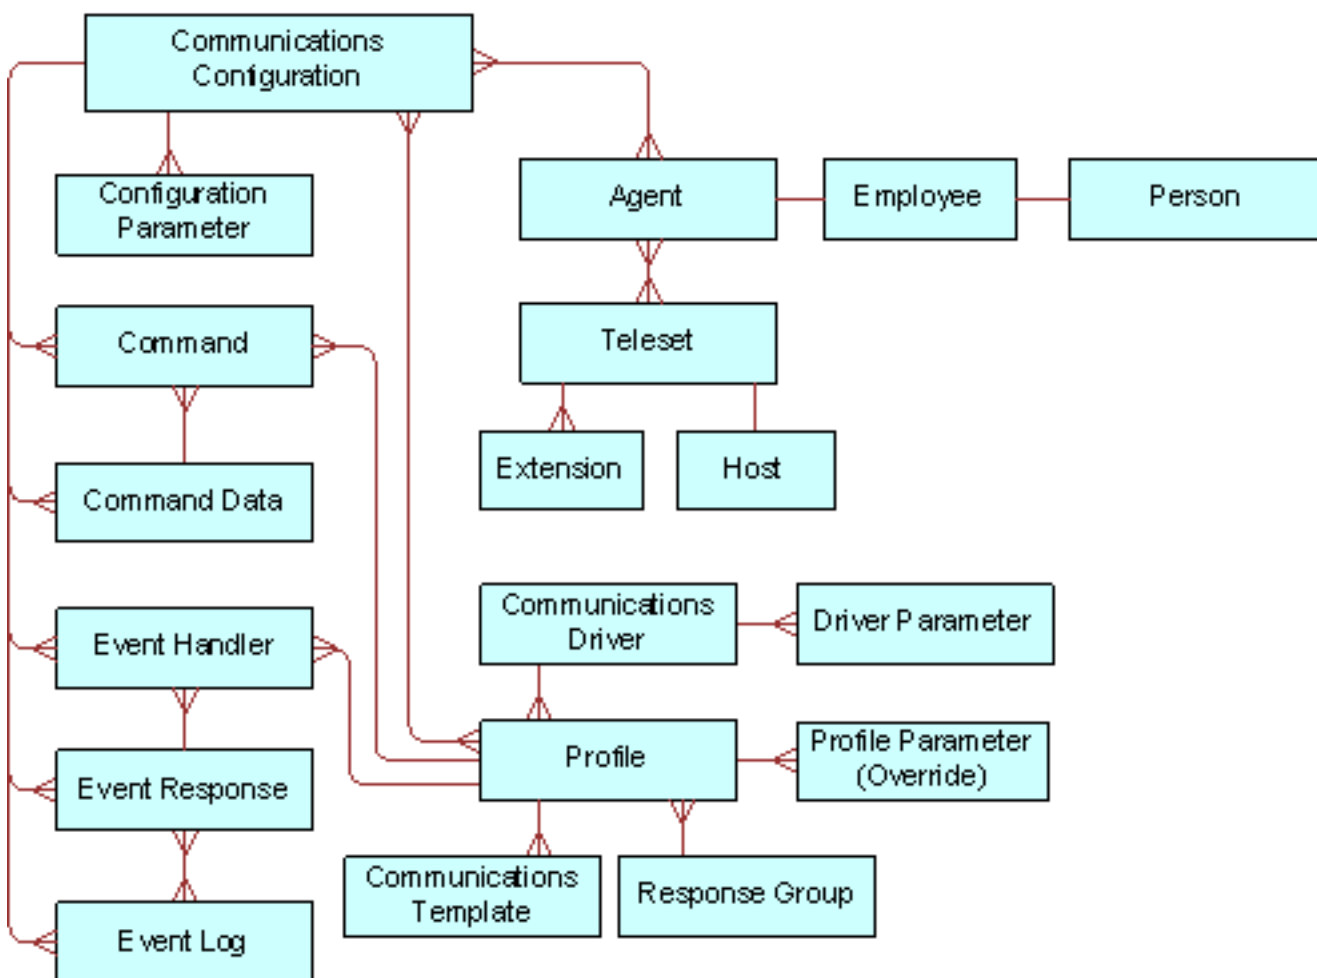 Communications
Configuration
Configuration
Parameter
Agent
Employee
Person
Command
Teleset
Extension
Host
Command Data
Communications
Driver
Driver Parameter
Event Handler
Profile
Profile Parameter
(Override)
Event Response
Communications
Template
Response Group
Event Log